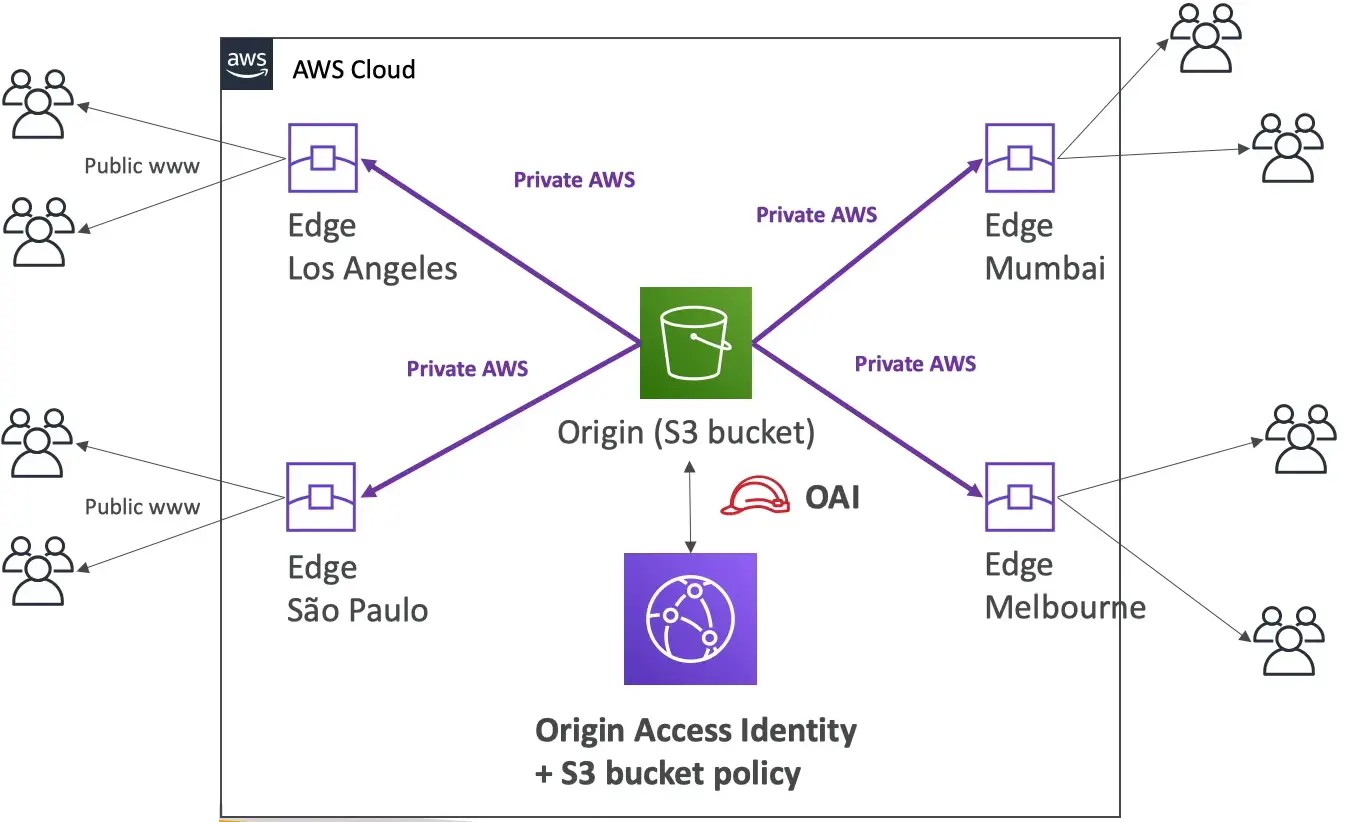 aws
AWS Cloud
Public www
Edge
Los Angeles
Private AWS
Private AWS
Edge
Mumbai
Private AWS
Private AWS
Origin (S3 bucket)
Public www
Edge
São Paulo
OAI
Edge
Melbourne
Origin Access Identity
+ S3 bucket policy